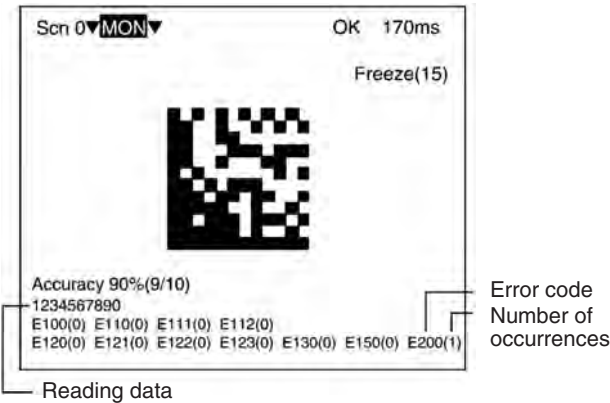 Scn 0▼MON▼ OK 170ms
Freeze(15)
Accuracy 90%(9/10)
1234567890
E100(0) E110(0) E111(0) E112(0)
E120(0) E121(0) E122(0) E123(0) E130(0) E150(0) E200(1)
Error code
Number of
occurrences
Reading data